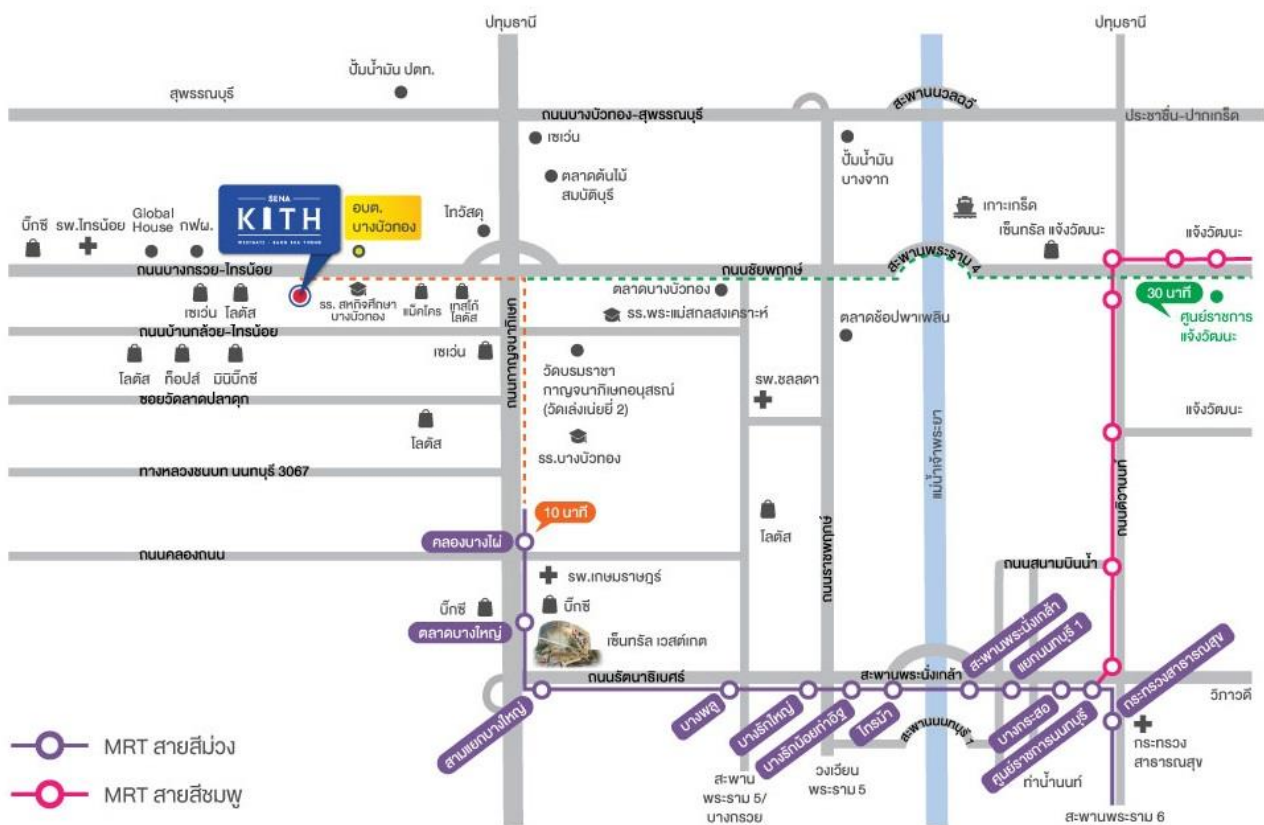 ปทุมธานี
ปทุมธานี
ปั๊มน้ำมัน ปตท.
สุพรรณบุรี
สะพานนวลฉวี
ถนนบางบัวทอง-สุพรรณบุรี
ประชาชื่น-ปากเกร็ด
เซเว่น
ปั๊มน้ำมัน
บางจาก
ตลาดต้นไม้
สมบัติบุรี
SENA
KITH
อบต.
บางบัวทอง
ไทวัสดุ
เกาะเกร็ด
เซ็นทรัล แจ้งวัฒนะ
แจ้งวัฒนะ
บิ๊กซี
รพ.ไทรน้อย
Global
House
กฟผ.
ถนนบางกรวย-ไทรน้อย
ถนนชัยพฤกษ์
สะพานพระราม 4
30 นาที
ศูนย์ราชการ
แจ้งวัฒนะ
เซเว่น
โลตัส
รร. สหกิจศึกษา
บางบัวทอง
แม็คโคร
เทสโก้
โลตัส
ตลาดบางบัวทอง
รร.พระแม่สกลสงเคราะห์
ถนนบ้านกล้วย-ไทรน้อย
ตลาดช้อปพาเพลิน
โลตัส
ท็อปส์
มินิบิ๊กซี
เซเว่น
ถนนกาญจนาภิเษก
วัดบรมราชา
กาญจนาภิเษกอนุสรณ์
(วัดเล่งเน่ยยี่ 2)
รพ.ชลลดา
ซอยวัดลาดปลาดุก
โลตัส
แจ้งวัฒนะ
แม่น้ำเจ้าพระยา
รร.บางบัวทอง
ทางหลวงชนบท นนทบุรี 3067
ถนนติวานนท์
10 นาที
คลองบางไผ่
โลตัส
ถนนราชพฤกษ์
ถนนคลองถนน
ถนนสนามบินน้ำ
รพ.เกษมราษฎร์
บิ๊กซี
บิ๊กซี
ตลาดบางใหญ่
เซ็นทรัล เวสต์เกต
สะพานพระนั่งเกล้า
แยกนนทบุรี 1
กระทรวงสาธารณสุข
ถนนรัตนาธิเบศร์
สะพานพระนั่งเกล้า
วิภาวดี
สามแยกบางใหญ่
บางพลู
บางรักใหญ่
บางรักน้อยท่าอิฐ
ไทรม้า
สะพานนนทบุรี 1
บางกระสอ
ศูนย์ราชการนนทบุรี
กระทรวง
สาธารณสุข
MRT สายสีม่วง
MRT สายสีชมพู
สะพาน
พระราม 5/
บางกรวย
วงเวียน
พระราม 5
ท่าน้ำนนท์
สะพานพระราม 6